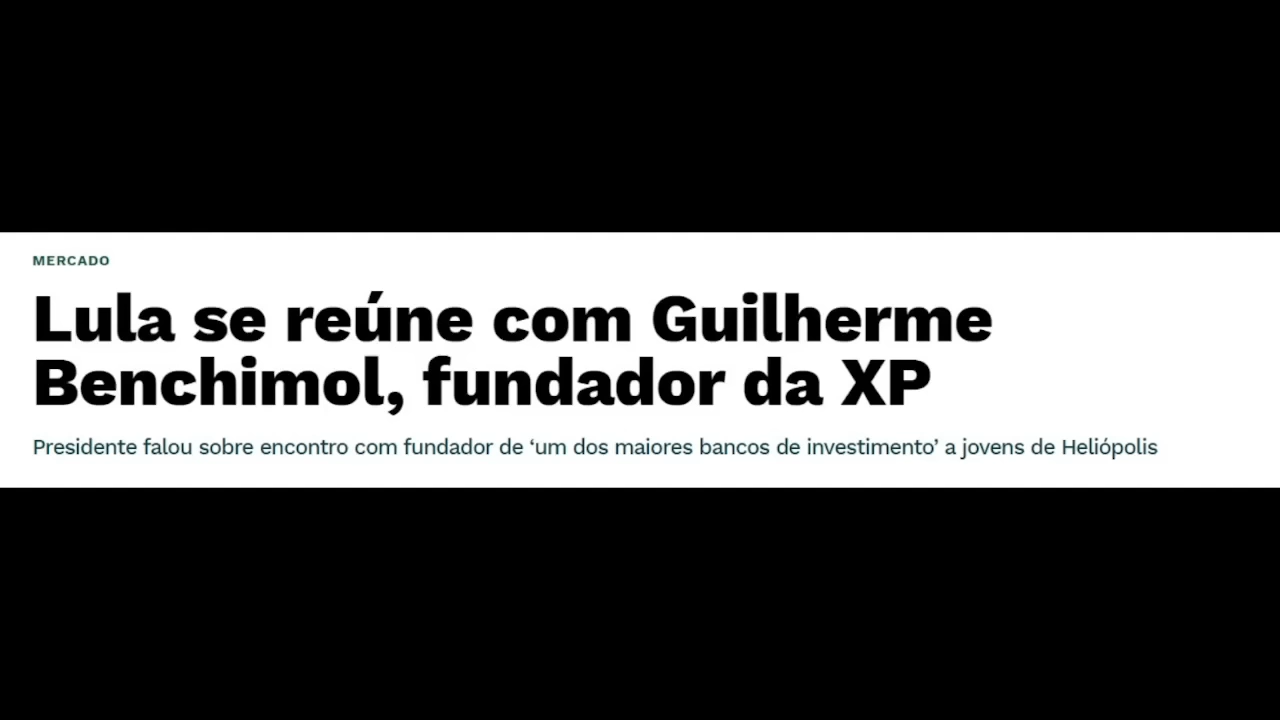 MERCADO
Lula se reúne com Guilherme
Benchimol, fundador da XP
Presidente falou sobre encontro com fundador de ‘um dos maiores bancos de investimento’ a jovens de Heliópolis